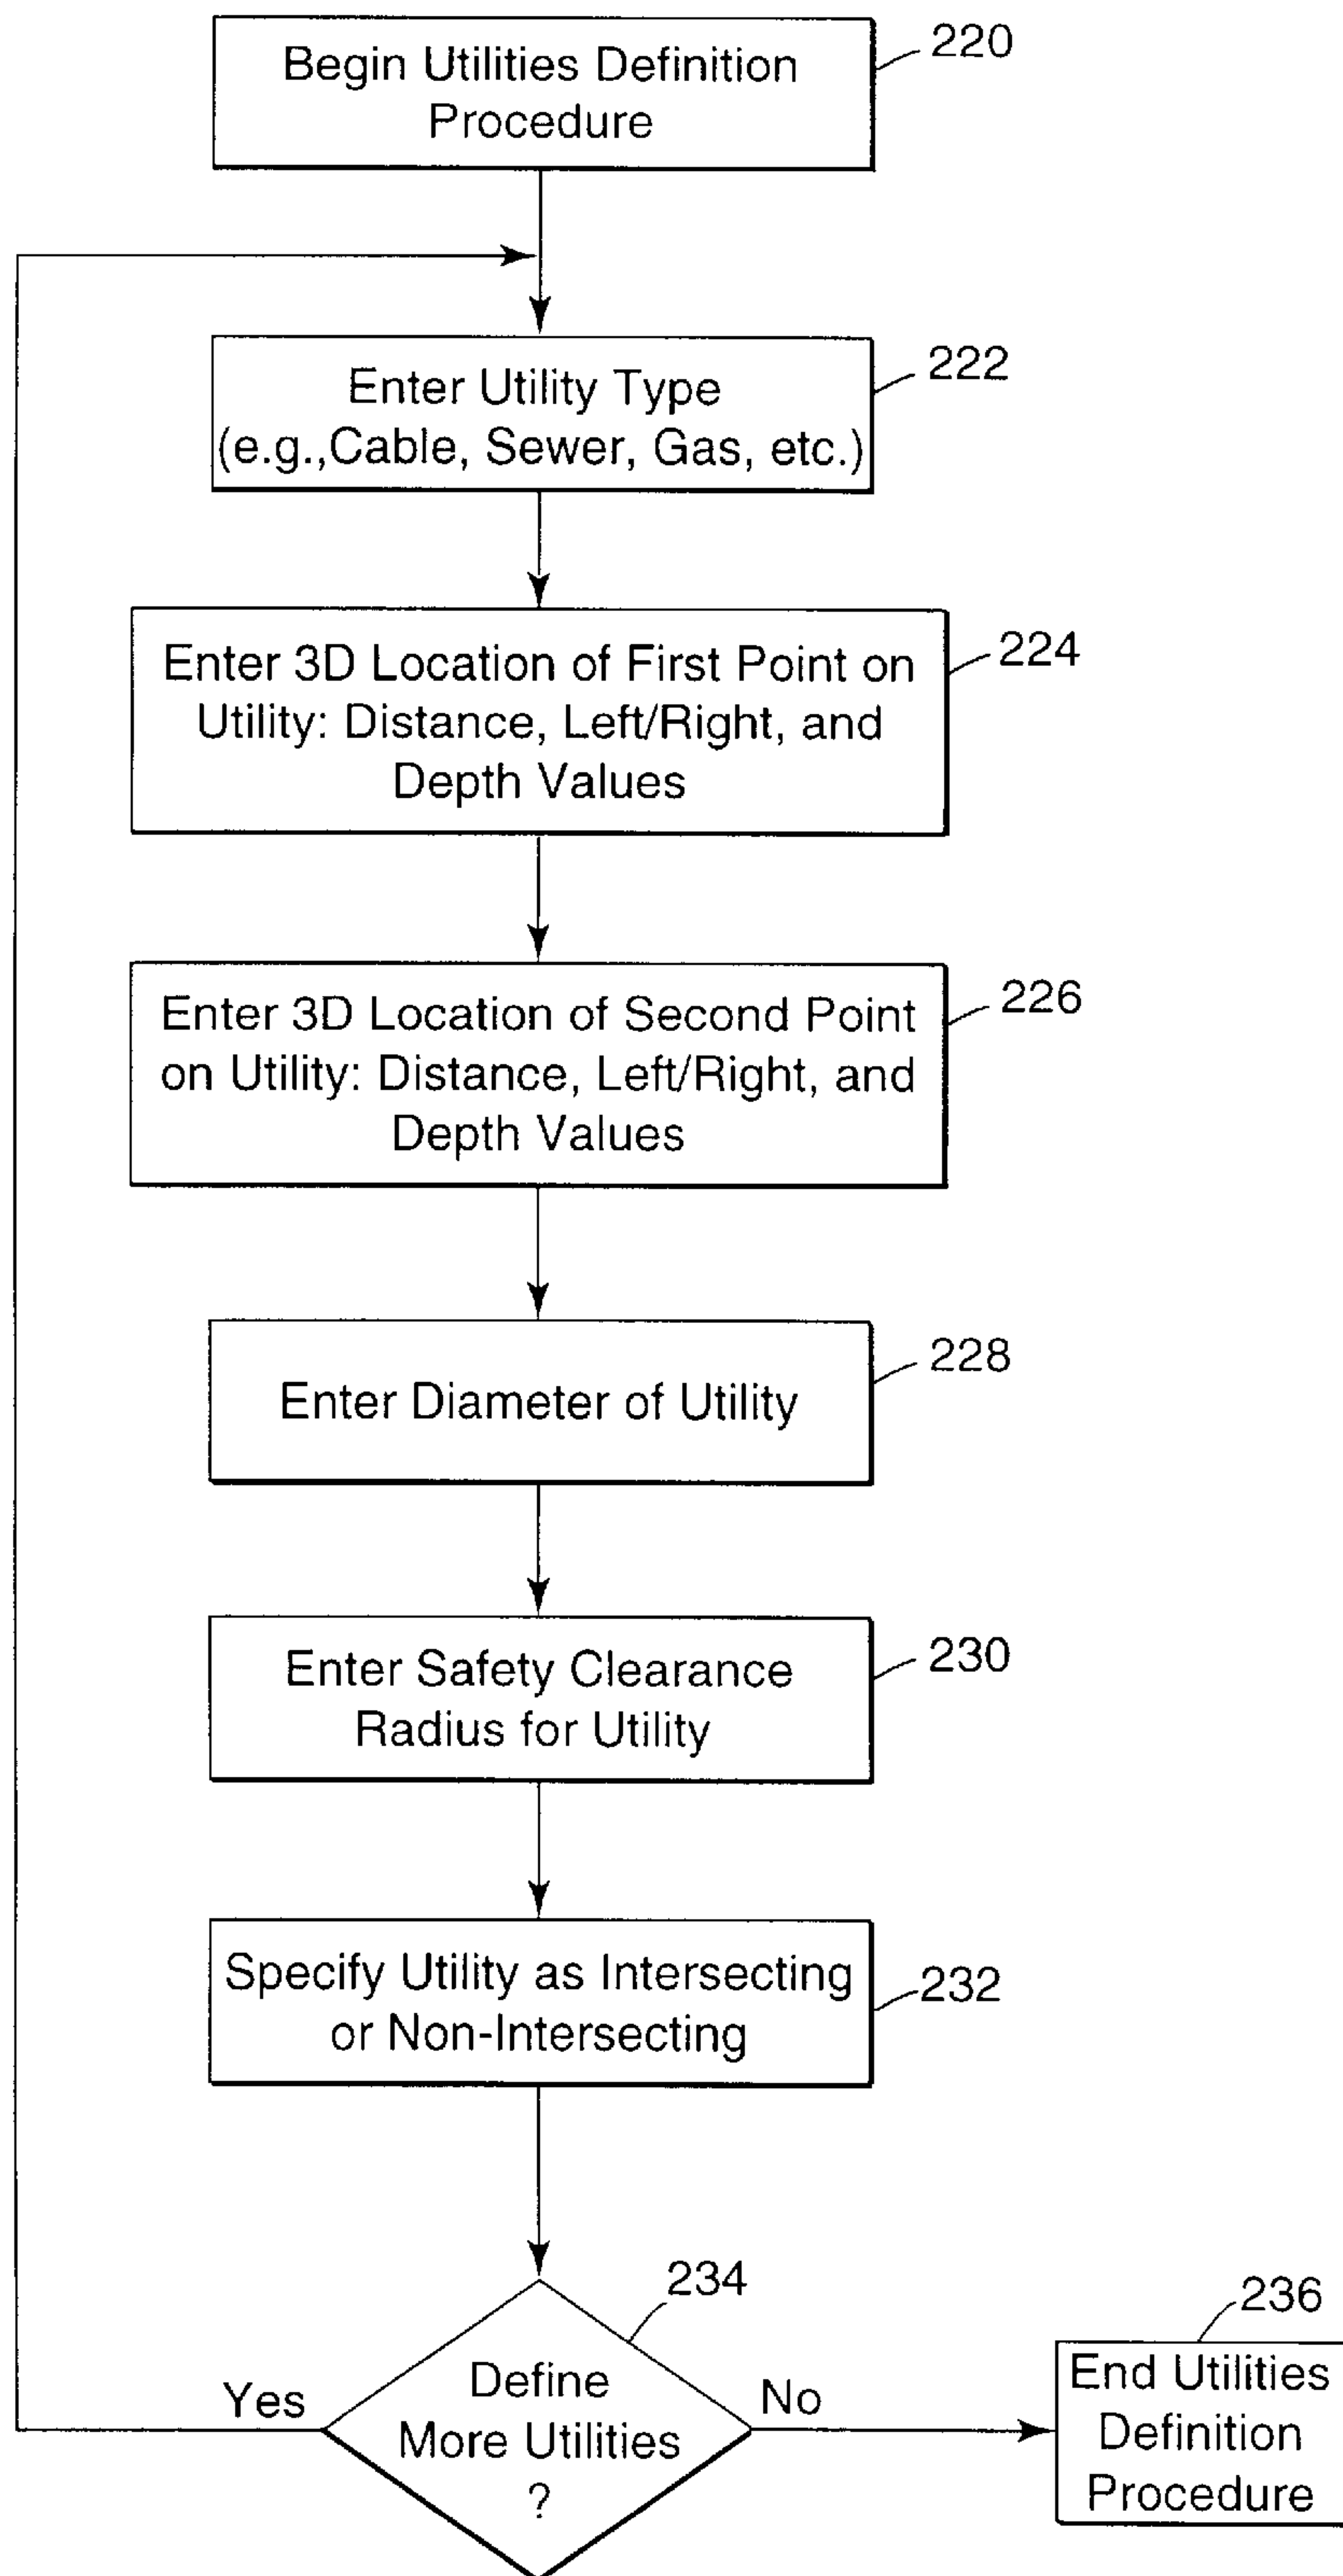 Begin Utilities Definition
Procedure
220
Enter Utility Type
(e.g.,Cable, Sewer, Gas, etc.)
222
Enter 3D Location of First Point on
Utility: Distance, Left/Right, and
Depth Values
224
Enter 3D Location of Second Point
on Utility: Distance, Left/Right, and
Depth Values
226
Enter Diameter of Utility
228
Enter Safety Clearance
Radius for Utility
230
Specify Utility as Intersecting
or Non-Intersecting
232
234
Define
More Utilities
?
Yes
No
236
End Utilities
Definition
Procedure